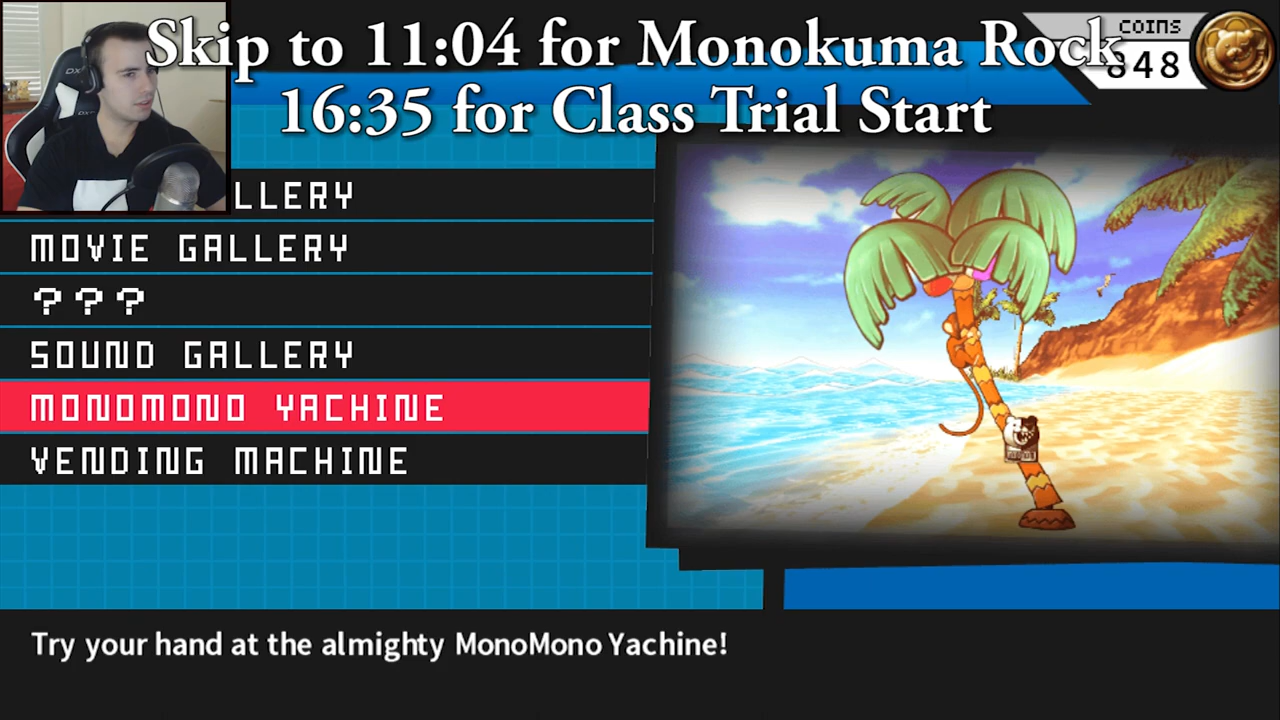 Skip to 11:04 for Monokuma Rock
16:35 for Class Trial Start
COINS
848
LLERY
MOVIE GALLERY
???
SOUND GALLERY
MONOMONO YACHINE
VENDING MACHINE
Try your hand at the almighty MonoMono Yachine!